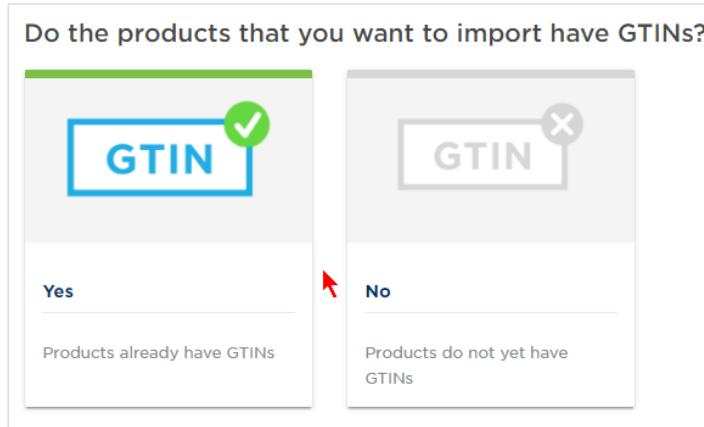 Do the products that you want to import have GTINs?
GTIN
GTIN
Yes
No
Products already have GTINs
Products do not yet have
GTINs